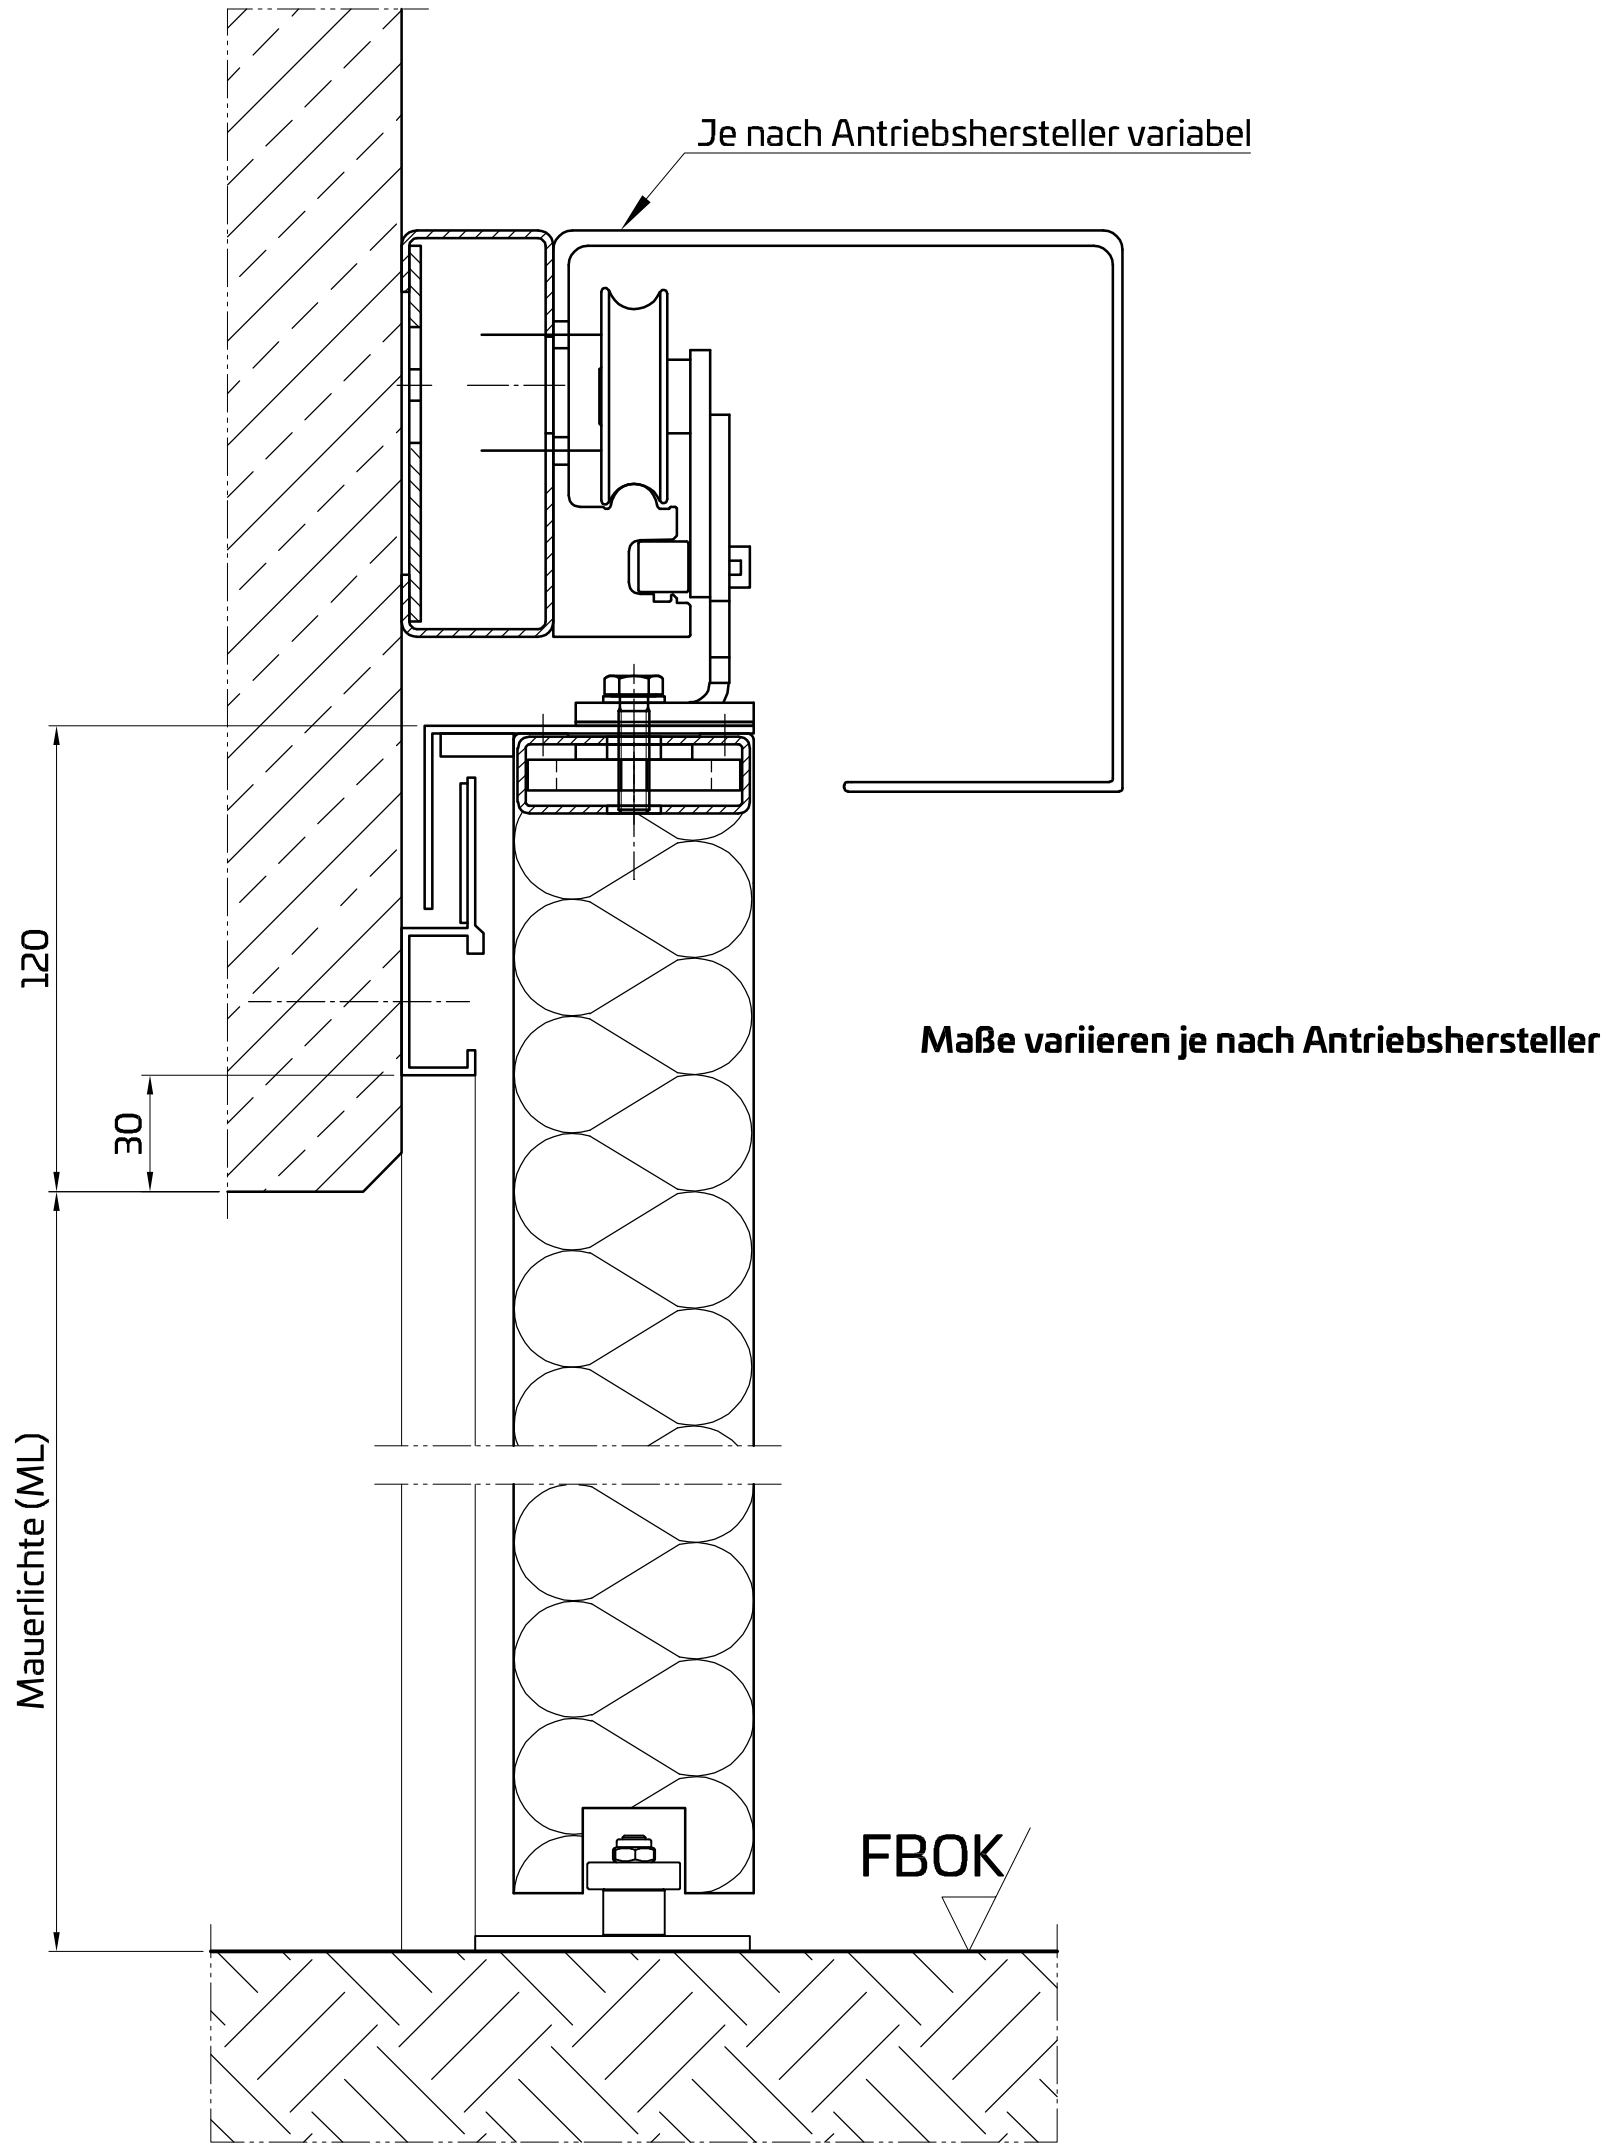 Je nach Antriebshersteller variabel
120
Maße variieren je nach Antriebshersteller
30
Mauerlichte (ML)
FBOK